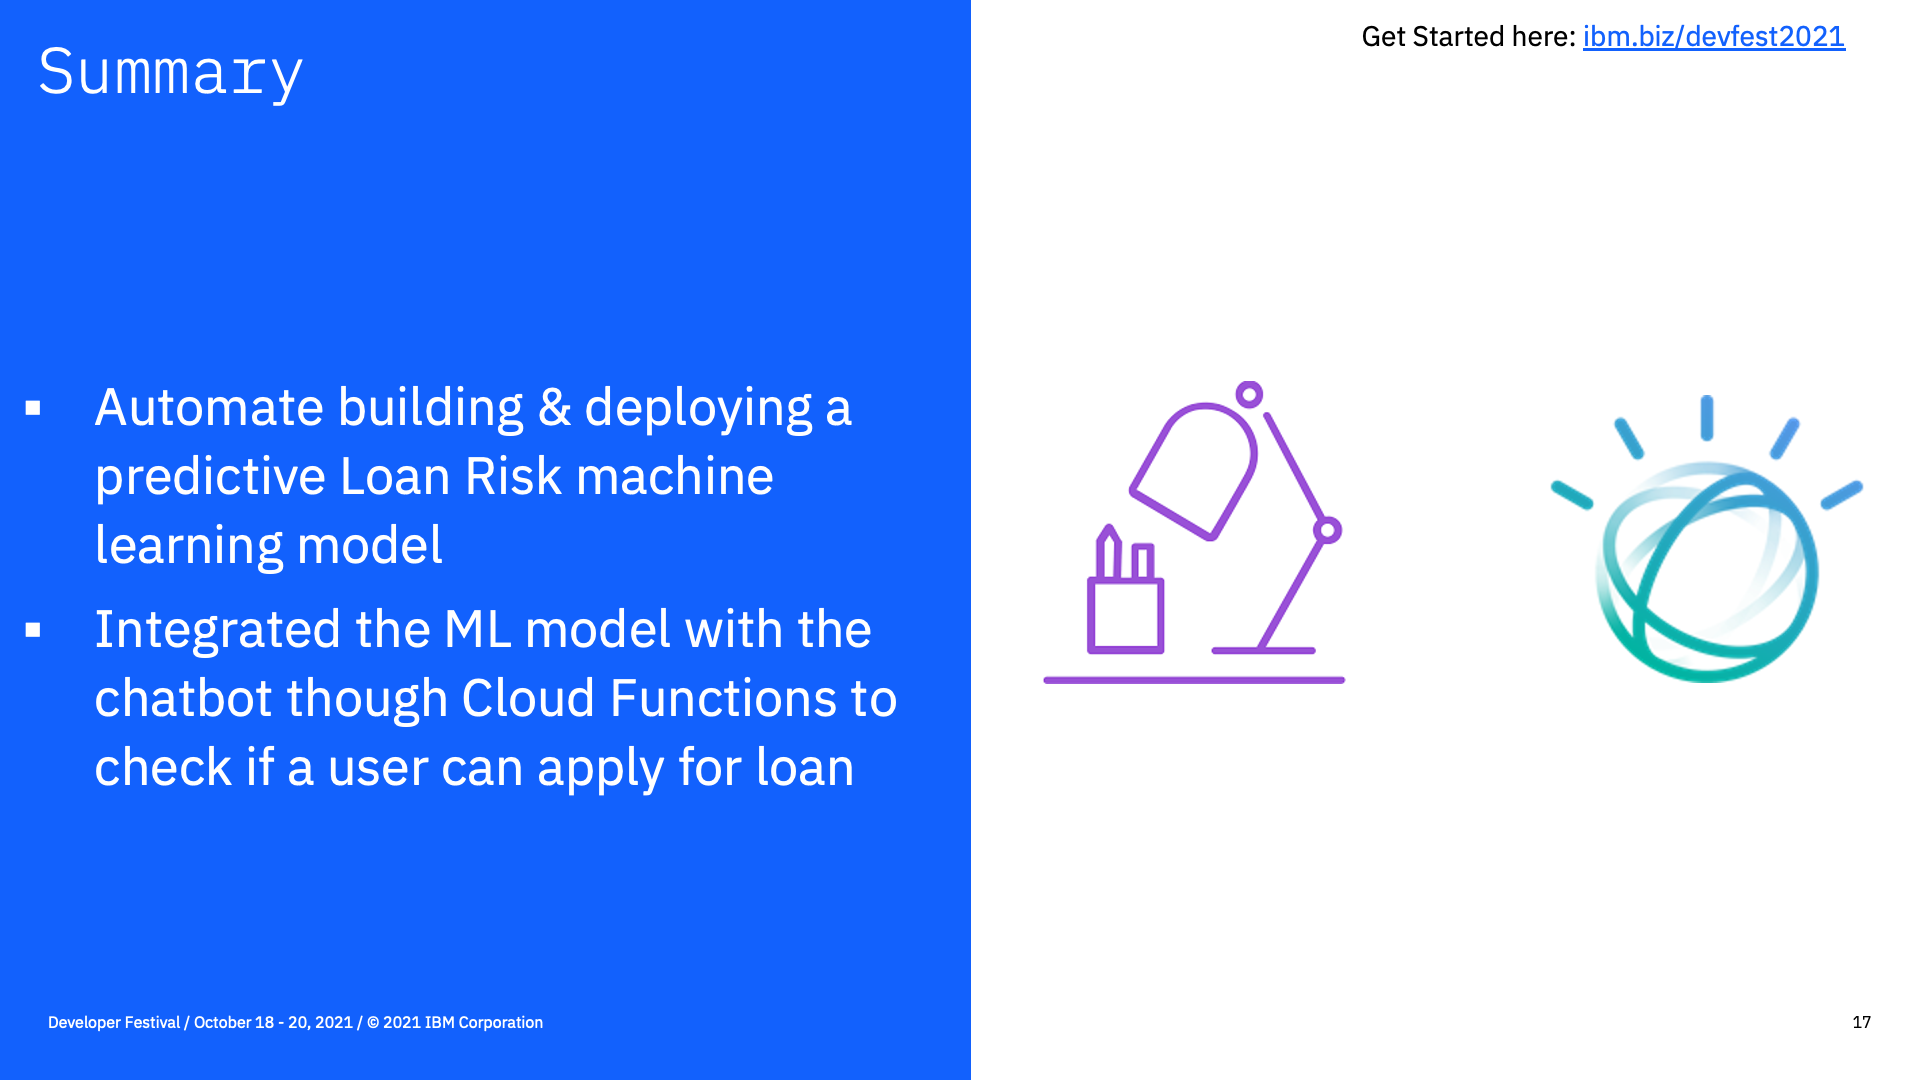 Summary
Get Started here: ibm.biz/devfest2021
▪ Automate building & deploying a
predictive Loan Risk machine
learning model
▪ Integrated the ML model with the
chatbot though Cloud Functions to
check if a user can apply for loan
Developer Festival / October 18 - 20, 2021 / © 2021 IBM Corporation
17